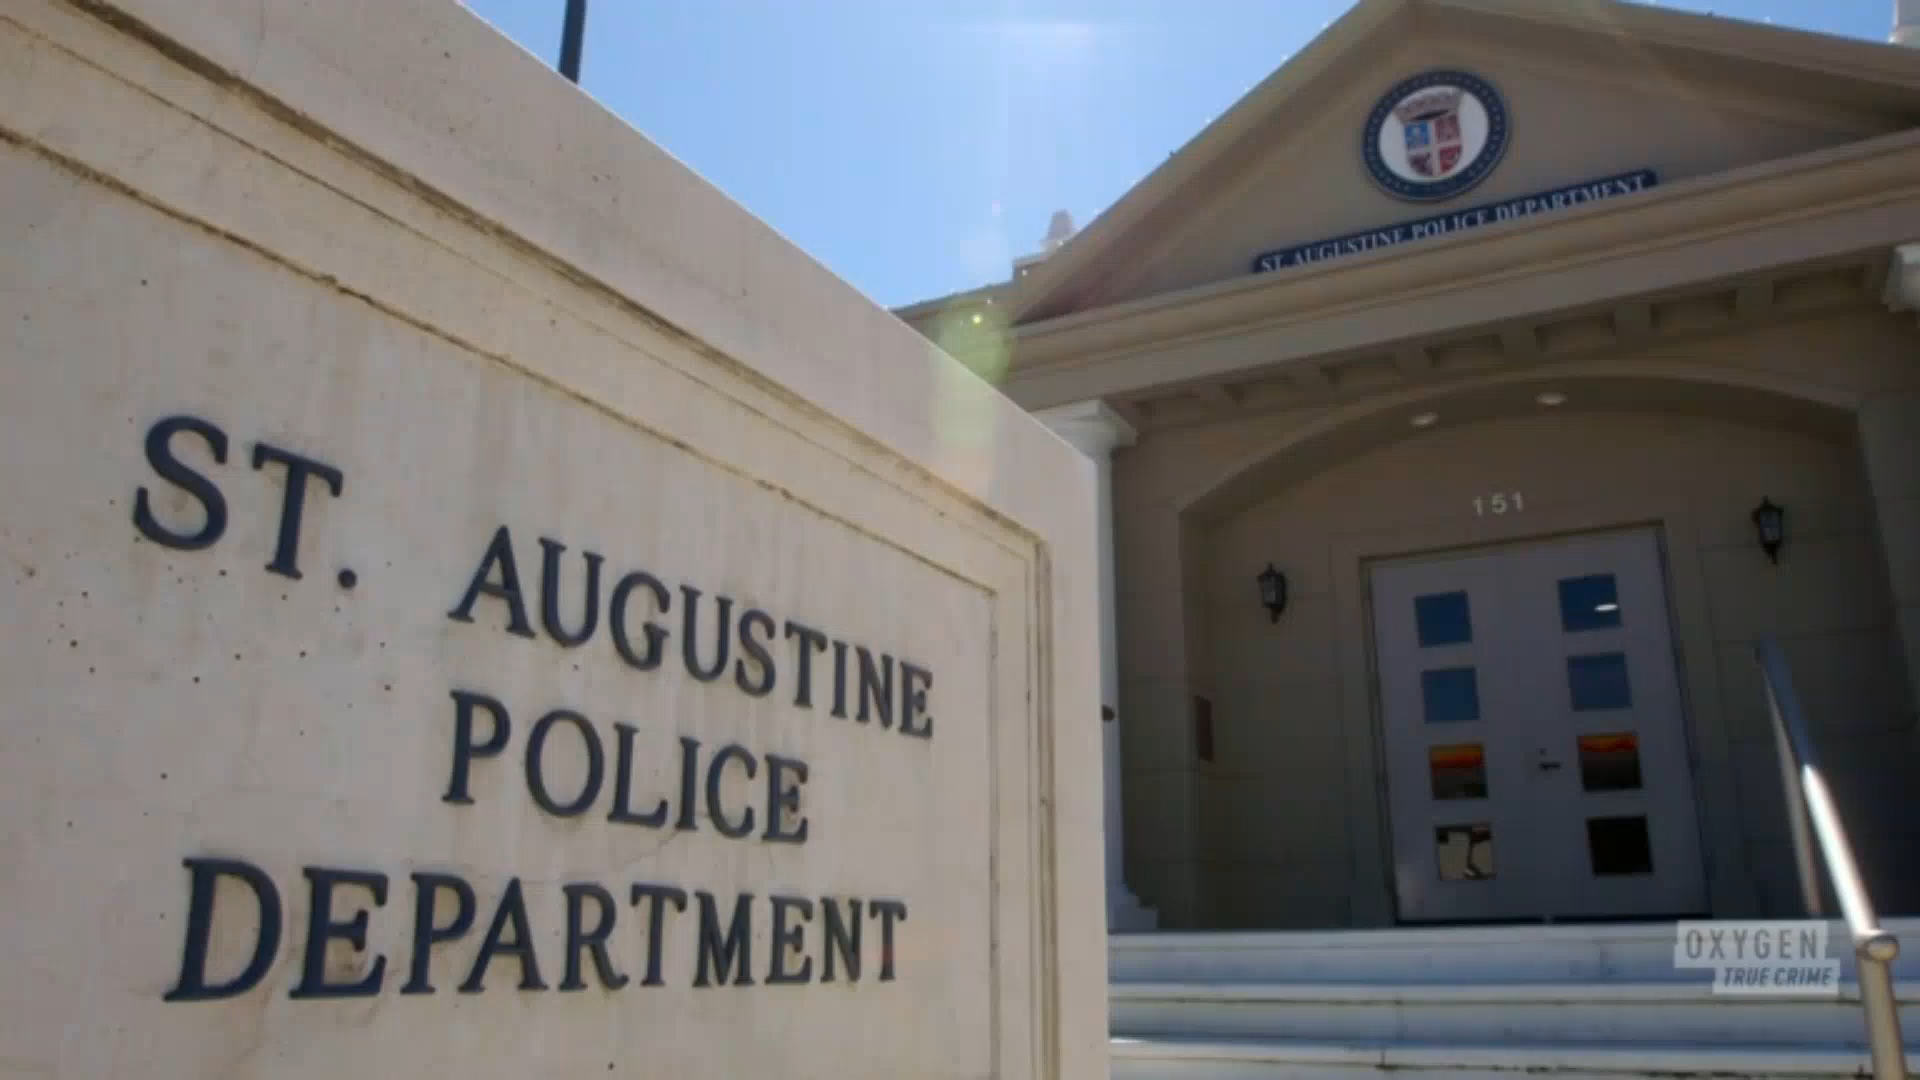 ST. AUGUSTINE
POLICE
DEPARTMENT
ST. AUGUSTINE POLICE DEPARTMENT
151
OXYGEN
TRUE CRIME